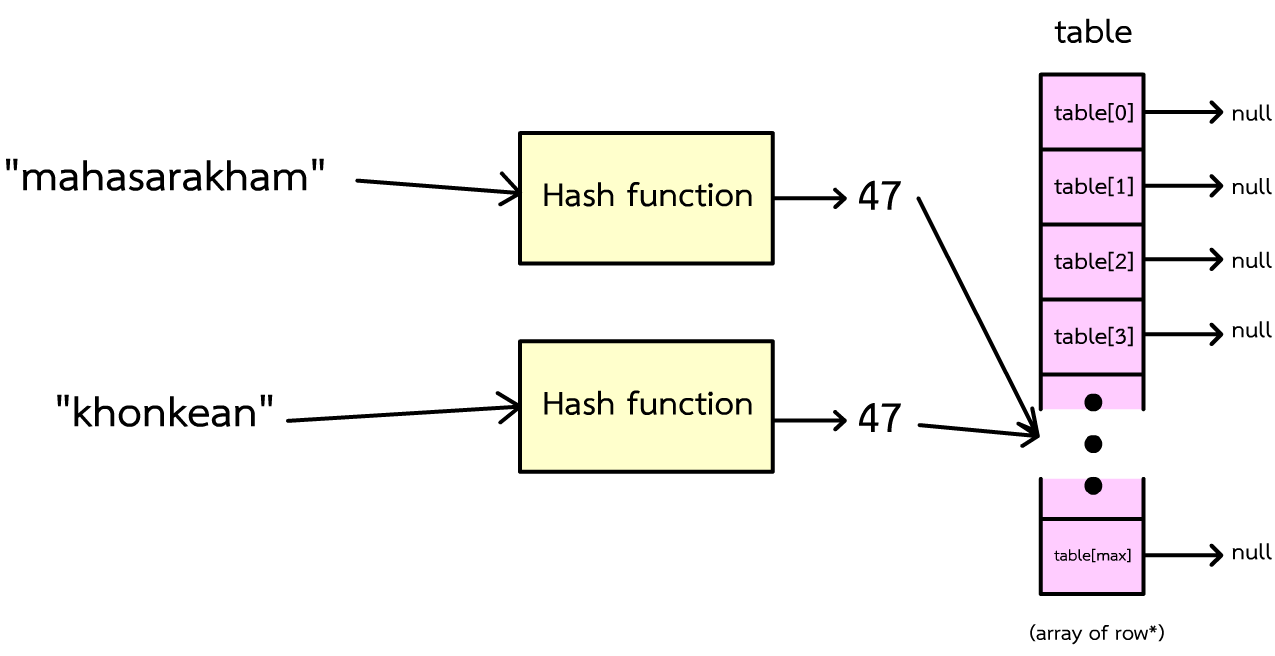 table
"mahasarakham"
Hash function
47
"khonkean"
Hash function
47
table[0]
null
table[1]
null
table[2]
null
table[3]
null
table[max]
null
(array of row*)